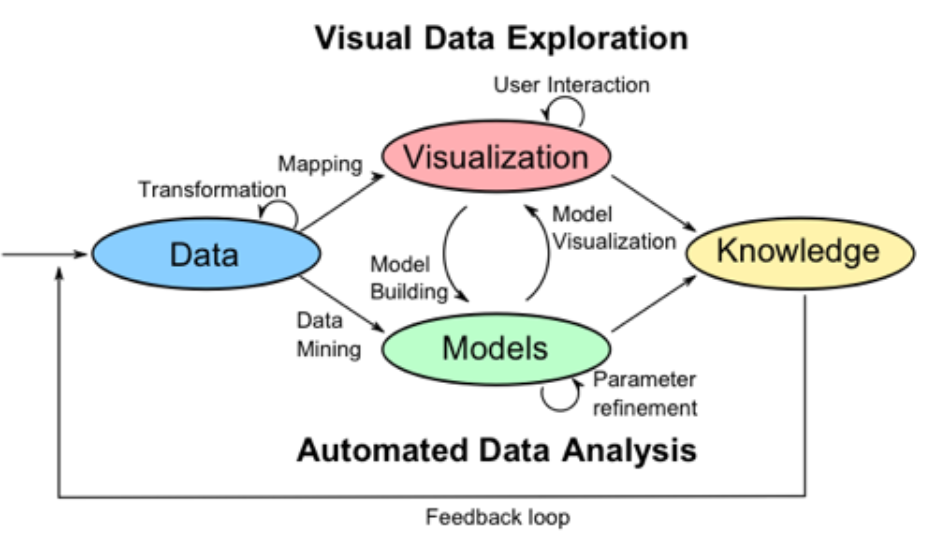 Visual Data Exploration
User Interaction
Visualization
Mapping
Transformation
Data
Model
Visualization
Knowledge
Model
Building
Data
Mining
Models
Parameter
refinement
Automated Data Analysis
Feedback loop